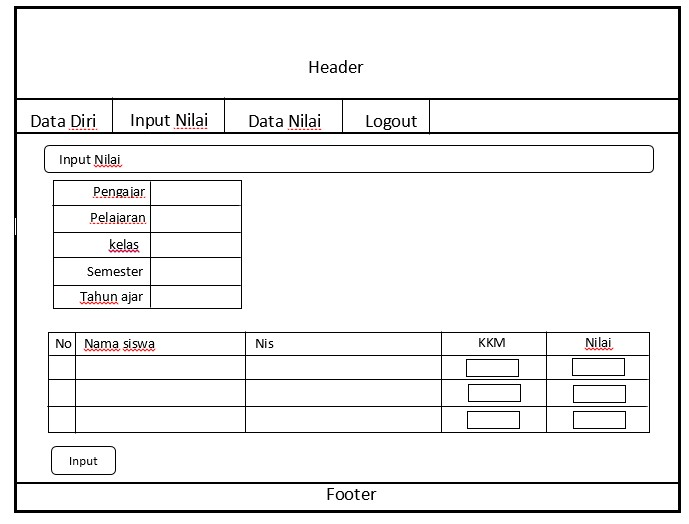 Header
Data Diri Input Nilai Data Nilai Logout
Input Nilai
Pengajar
Pelajaran
kelas
Semester
Tahun ajar
No Nama siswa Nis KKM Nilai
Input
Footer